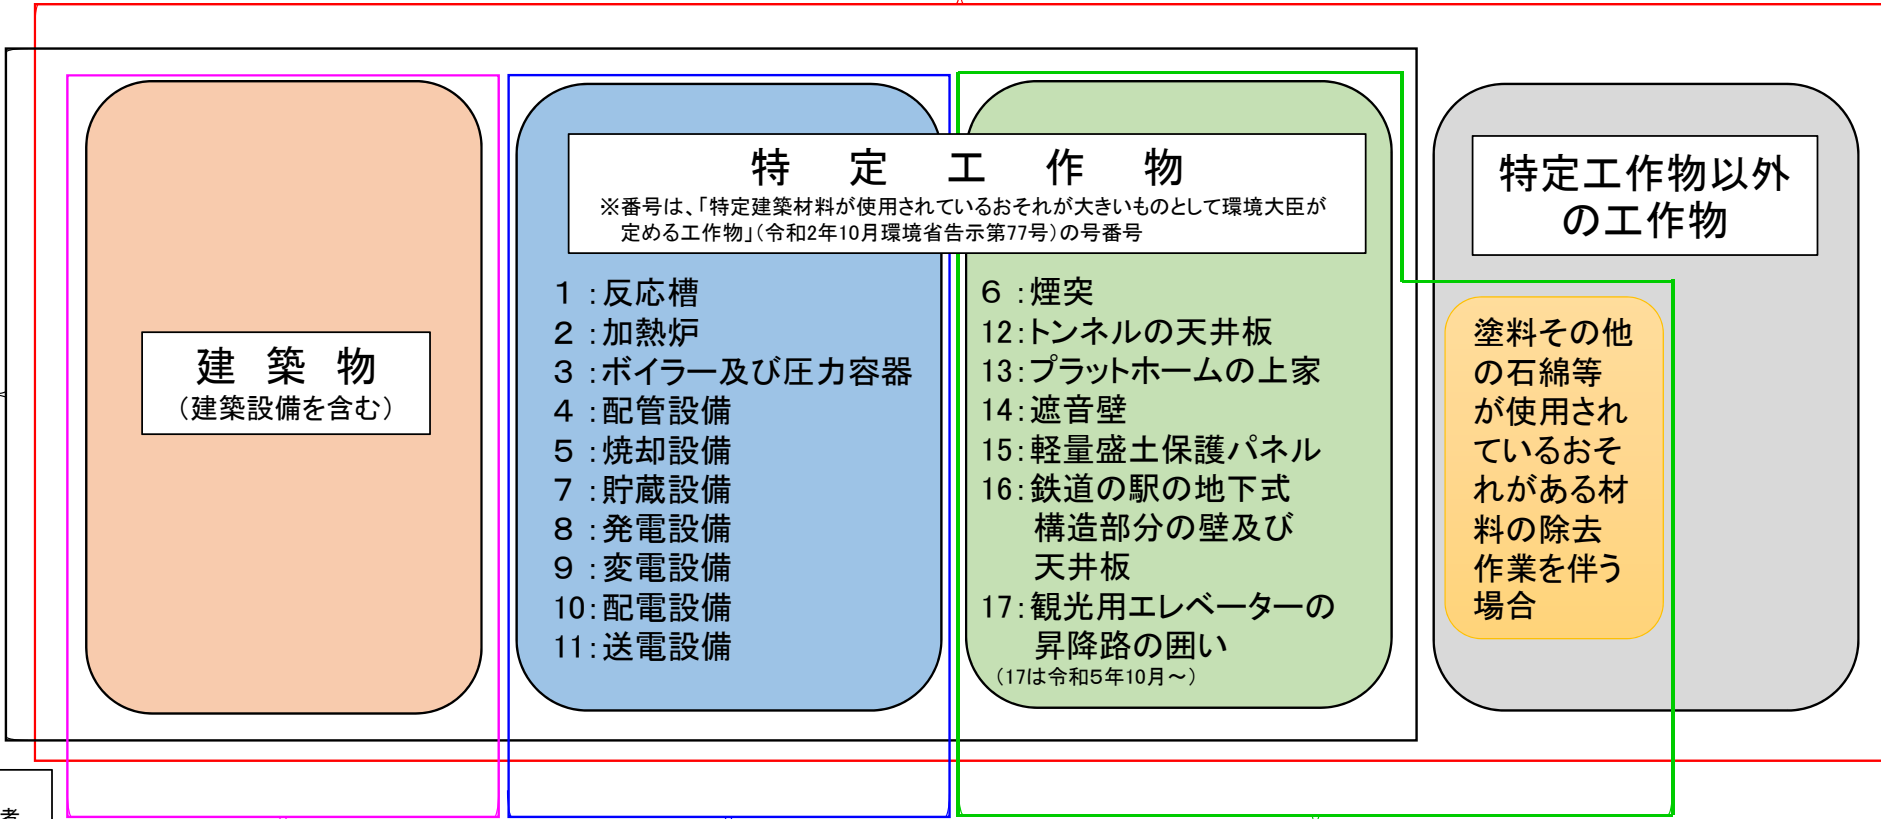 建 築 物
（建築設備を含む）
特 定 工 作 物
※番号は、「特定建築材料が使用されているおそれが大きいものとして環境大臣が
定める工作物」（令和2年10月環境省告示第77号）の号番号
1：反応槽
2：加熱炉
3：ボイラー及び圧力容器
4：配管設備
5：焼却設備
7：貯蔵設備
8：発電設備
9：変電設備
10：配電設備
11：送電設備
6：煙突
12：トンネルの天井板
13：プラットホームの上家
14：遮音壁
15：軽量盛土保護パネル
16：鉄道の駅の地下式
構造部分の壁及び
天井板
17：観光用エレベーターの
昇降路の囲い
（17は令和5年10月～）
特定工作物以外
の工作物
塗料その他
の石綿等
が使用され
ているおそ
れがある材
料の除去
作業を伴う
場合
者